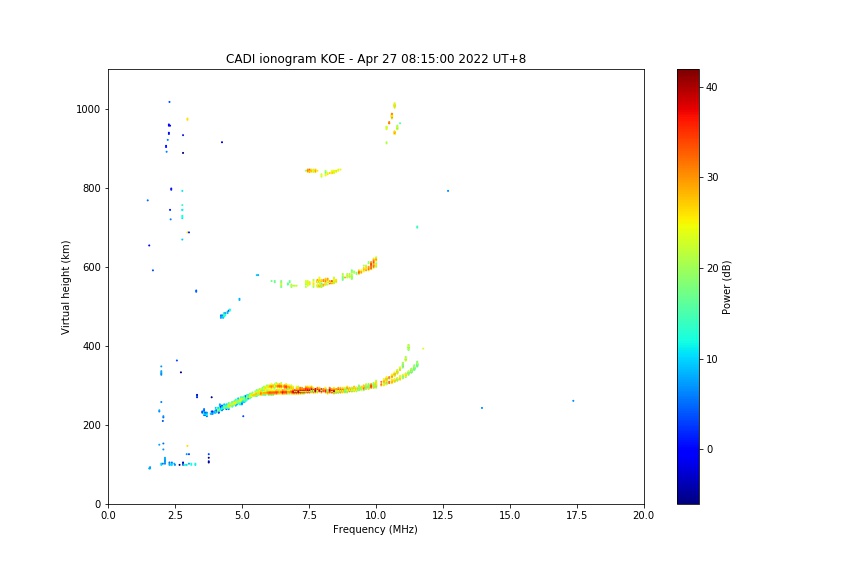 CADI ionogram KOE - Apr 27 08:15:00 2022 UT+8
1000
800
600
400
200
0
Virtual height (km)
0.0 2.5 5.0 7.5 10.0 12.5 15.0 17.5 20.0
Frequency (MHz)
40
30
20
10
0
Power (dB)